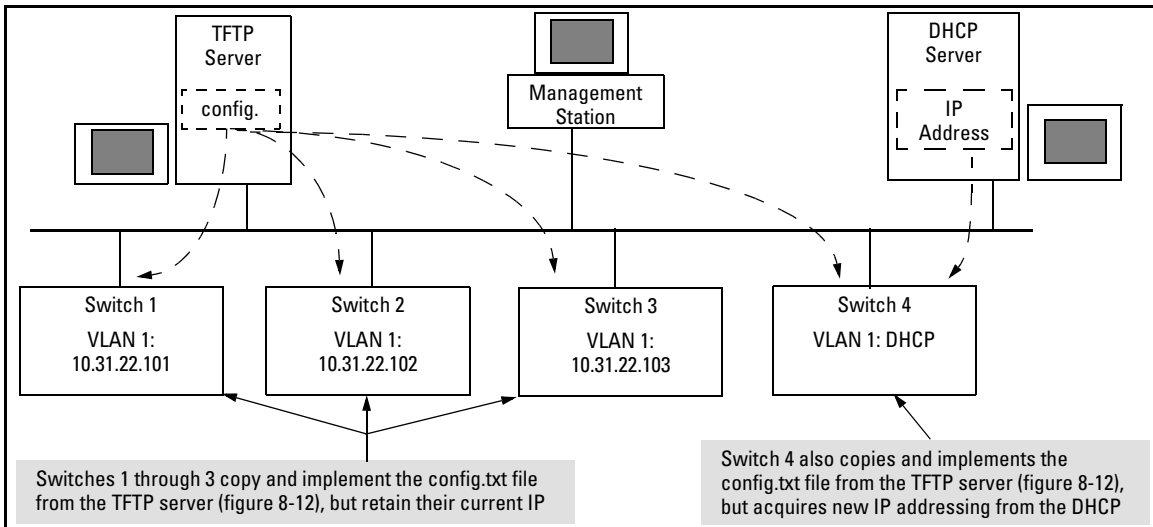 TFTP
Server
config.
Management
Station
DHCP
Server
IP
Address
Switch 1
VLAN 1:
10.31.22.101
Switch 2
VLAN 1:
10.31.22.102
Switch 3
VLAN 1:
10.31.22.103
Switch 4
VLAN 1: DHCP
Switches 1 through 3 copy and implement the config.txt file
from the TFTP server (figure 8-12), but retain their current IP
Switch 4 also copies and implements the
config.txt file from the TFTP server (figure 8-12),
but acquires new IP addressing from the DHCP